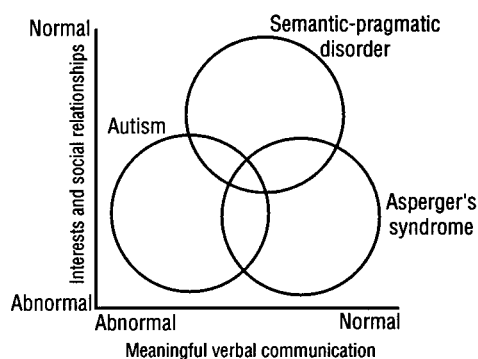 Normal
Semantic-pragmatic
disorder
Interests and social relationships
Autism
Asperger's
syndrome
Abnormal
Abnormal
Normal
Meaningful verbal communication